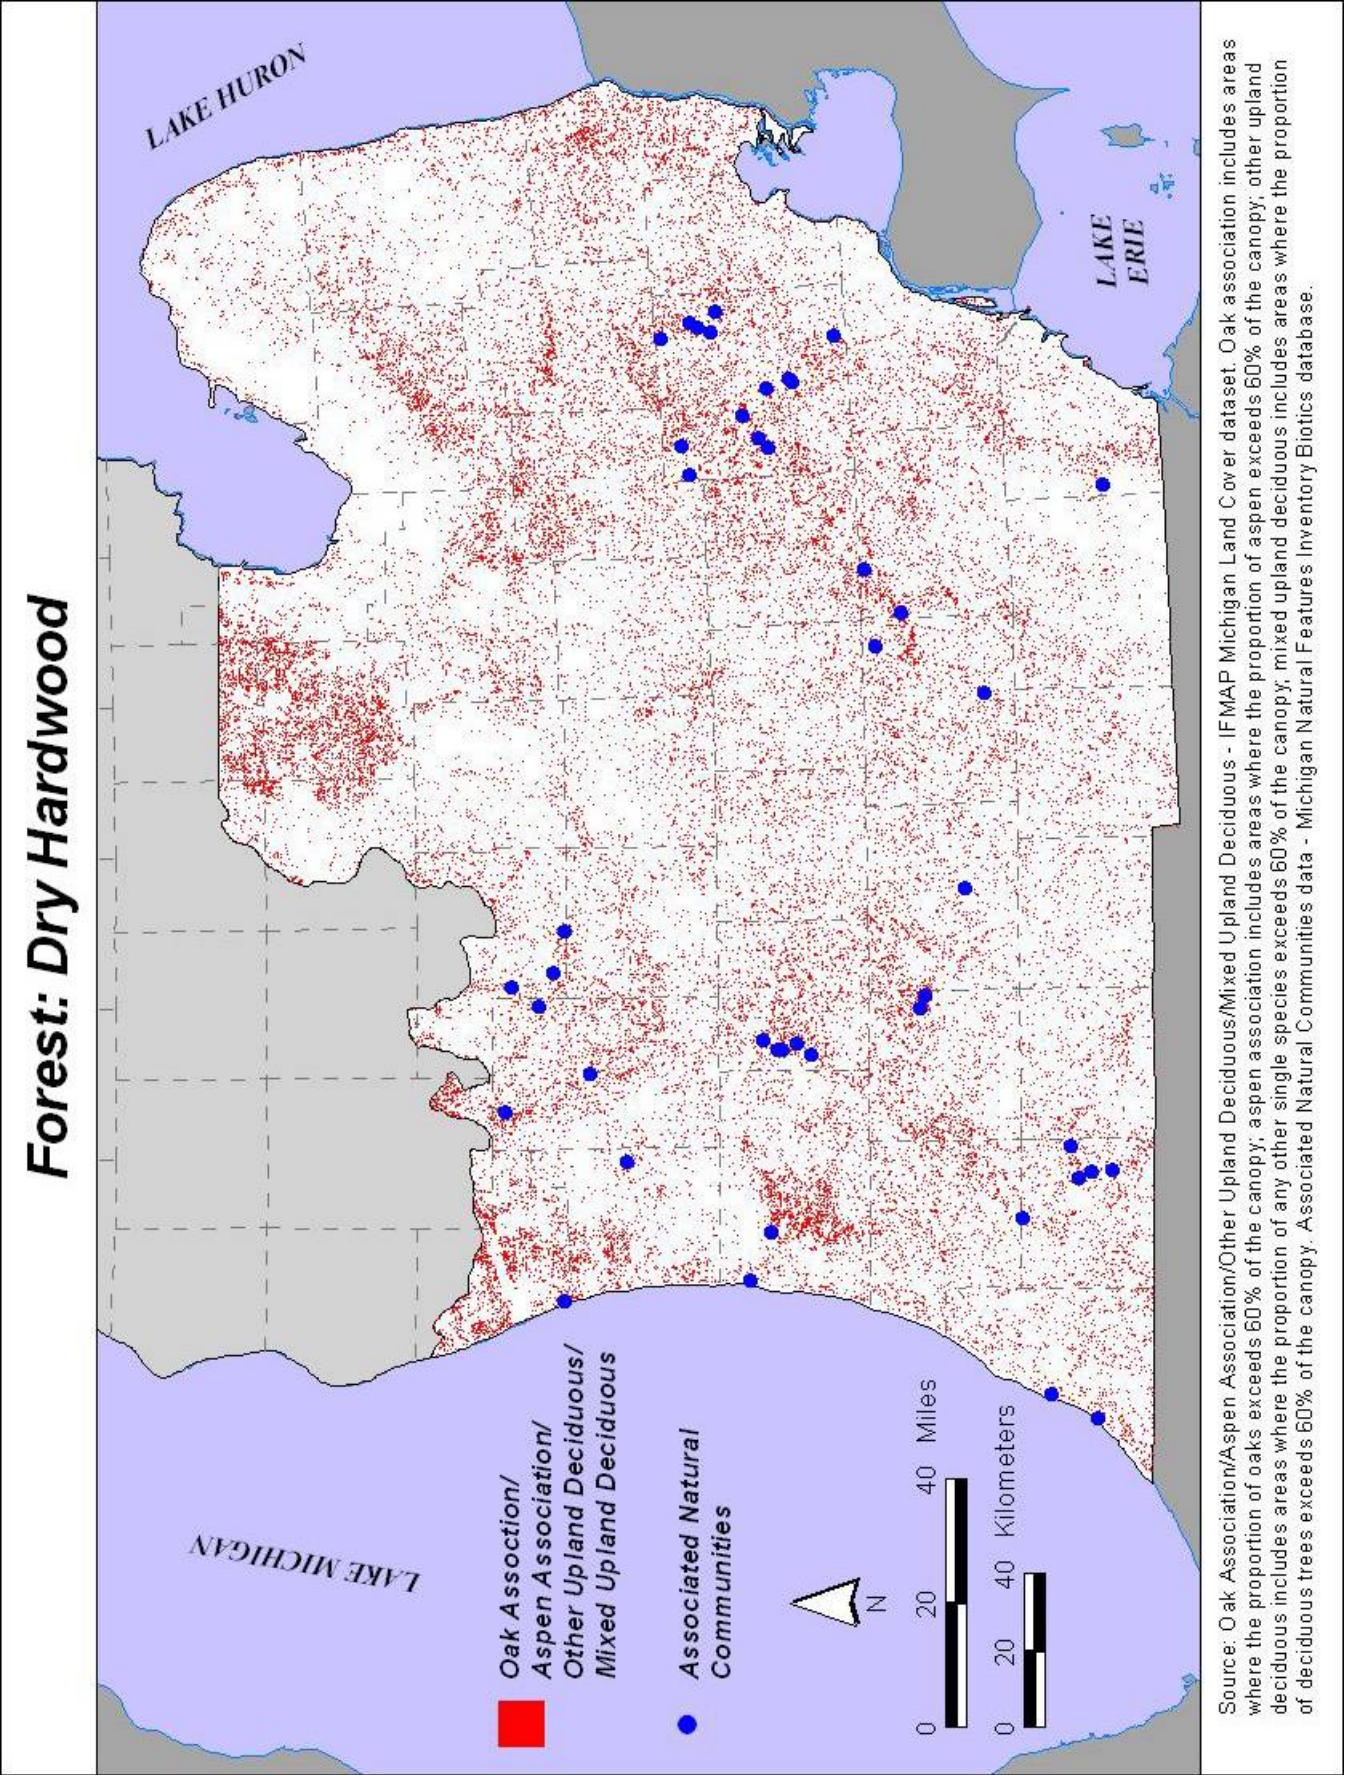 Forest: Dry Hardwood
LAKE HURON
LAKE MICHIGAN
LAKE
ERIE
Oak Assoction/
Aspen Association/
Other Upland Deciduous/
Mixed Upland Deciduous
Associated Natural
Communities
N
0 20 40 Miles
0 20 40 Kilometers
Source: Oak Association/Aspen Association/Other Upland Deciduous/Mixed Upland Deciduous - IFMAP Michigan Land Cover dataset. Oak association includes areas
where the proportion of oaks exceeds 60% of the canopy, aspen association includes areas where the proportion of aspen exceeds 60% of the canopy, other upland
deciduous includes areas where the proportion of any other single species exceeds 60% of the canopy, mixed upland deciduous includes areas where the proportion
of deciduous trees exceeds 60% of the canopy. Associated Natural Communities data - Michigan Natural Features Inventory Biotics database.